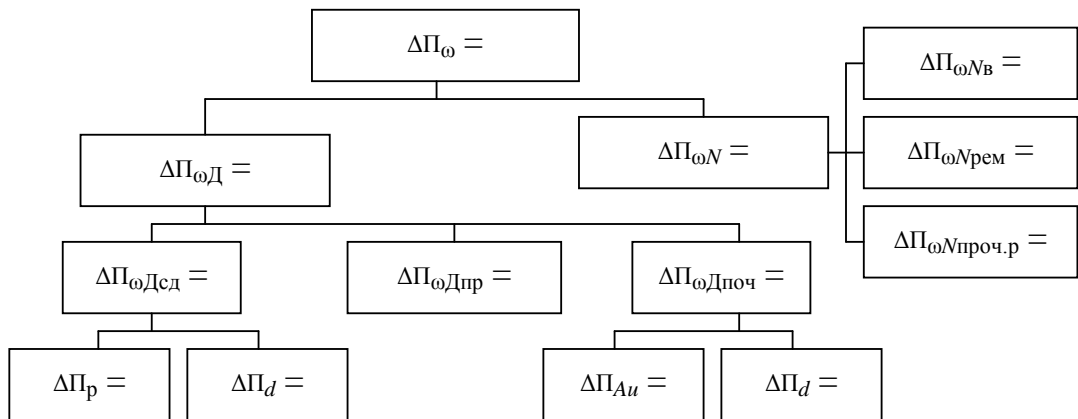 ΔΠω =
ΔΠωNв =
ΔΠωД =
ΔΠωN =
ΔΠωNрем =
ΔΠωNпроч.р =
ΔΠωДсд =
ΔΠωДпр =
ΔΠωДпоч =
ΔΠр =
ΔΠd =
ΔΠAu =
ΔΠd =